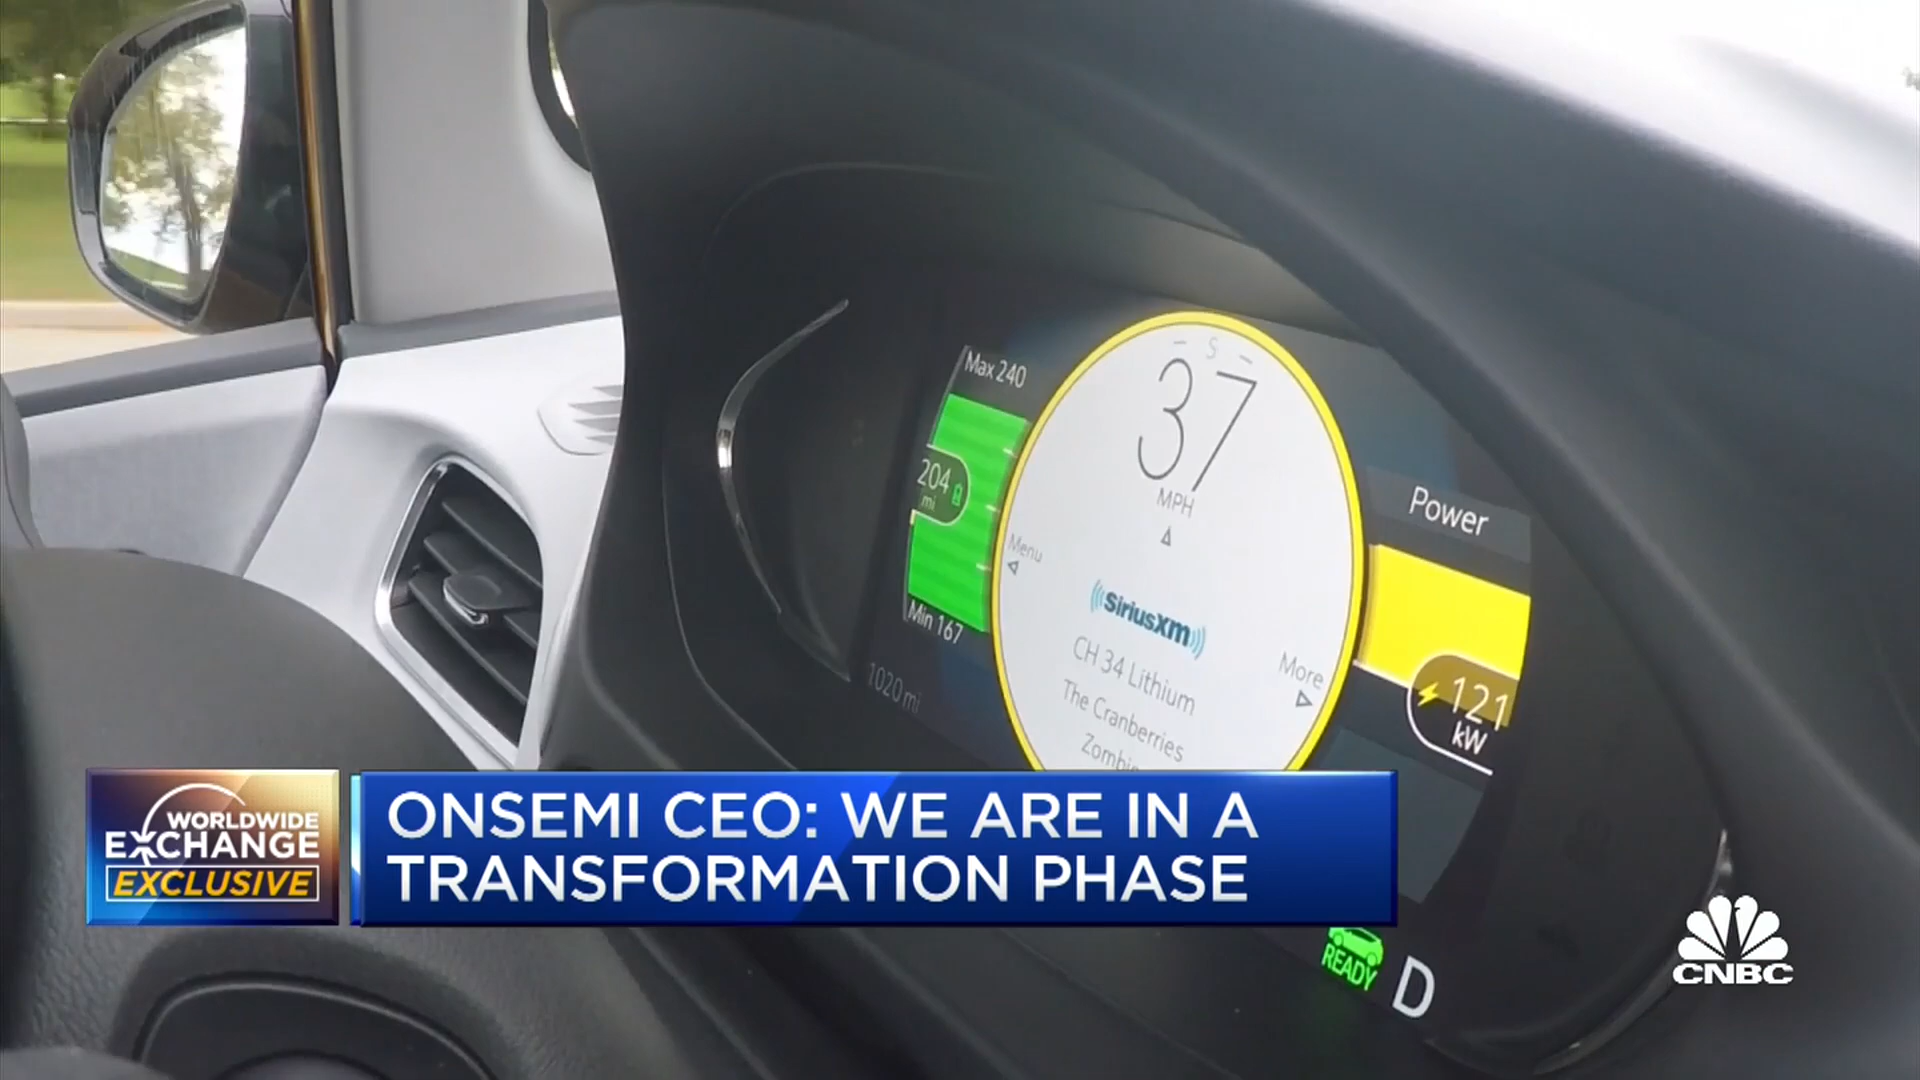 S
37
MPH
Max 240
204
mi
Min 167
1020 mi
Menu
SiriusXM
CH 34 Lithium
The Cranberries
More
Power
121
kW
WORLDWIDE
EXCHANGE
EXCLUSIVE
ONSEMI CEO: WE ARE IN A
TRANSFORMATION PHASE
READY
D
CNBC